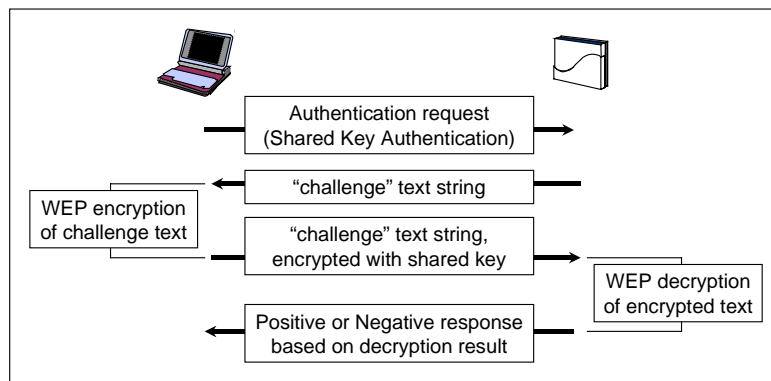 Authentication request
(Shared Key Authentication)
“challenge” text string
WEP encryption
of challenge text
“challenge” text string,
encrypted with shared key
WEP decryption
of encrypted text
Positive or Negative response
based on decryption result